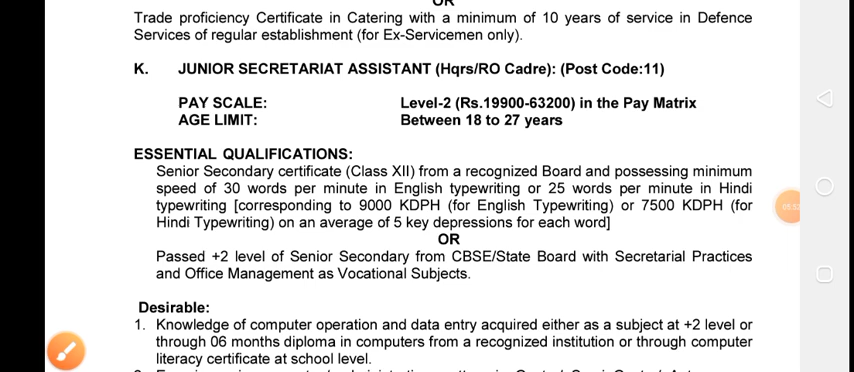 OR
Trade proficiency Certificate in Catering with a minimum of 10 years of service in Defence
Services of regular establishment (for Ex-Servicemen only).
K. JUNIOR SECRETARIAT ASSISTANT (Hqrs/RO Cadre): (Post Code:11)
PAY SCALE: Level-2 (Rs.19900-63200) in the Pay Matrix
AGE LIMIT: Between 18 to 27 years
ESSENTIAL QUALIFICATIONS:
Senior Secondary certificate (Class XII) from a recognized Board and possessing minimum
speed of 30 words per minute in English typewriting or 25 words per minute in Hindi
typewriting [corresponding to 9000 KDPH (for English Typewriting) or 7500 KDPH (for
Hindi Typewriting) on an average of 5 key depressions for each word]
OR
Passed +2 level of Senior Secondary from CBSE/State Board with Secretarial Practices
and Office Management as Vocational Subjects.
Desirable:
1. Knowledge of computer operation and data entry acquired either as a subject at +2 level or
through 06 months diploma in computers from a recognized institution or through computer
literacy certificate at school level.